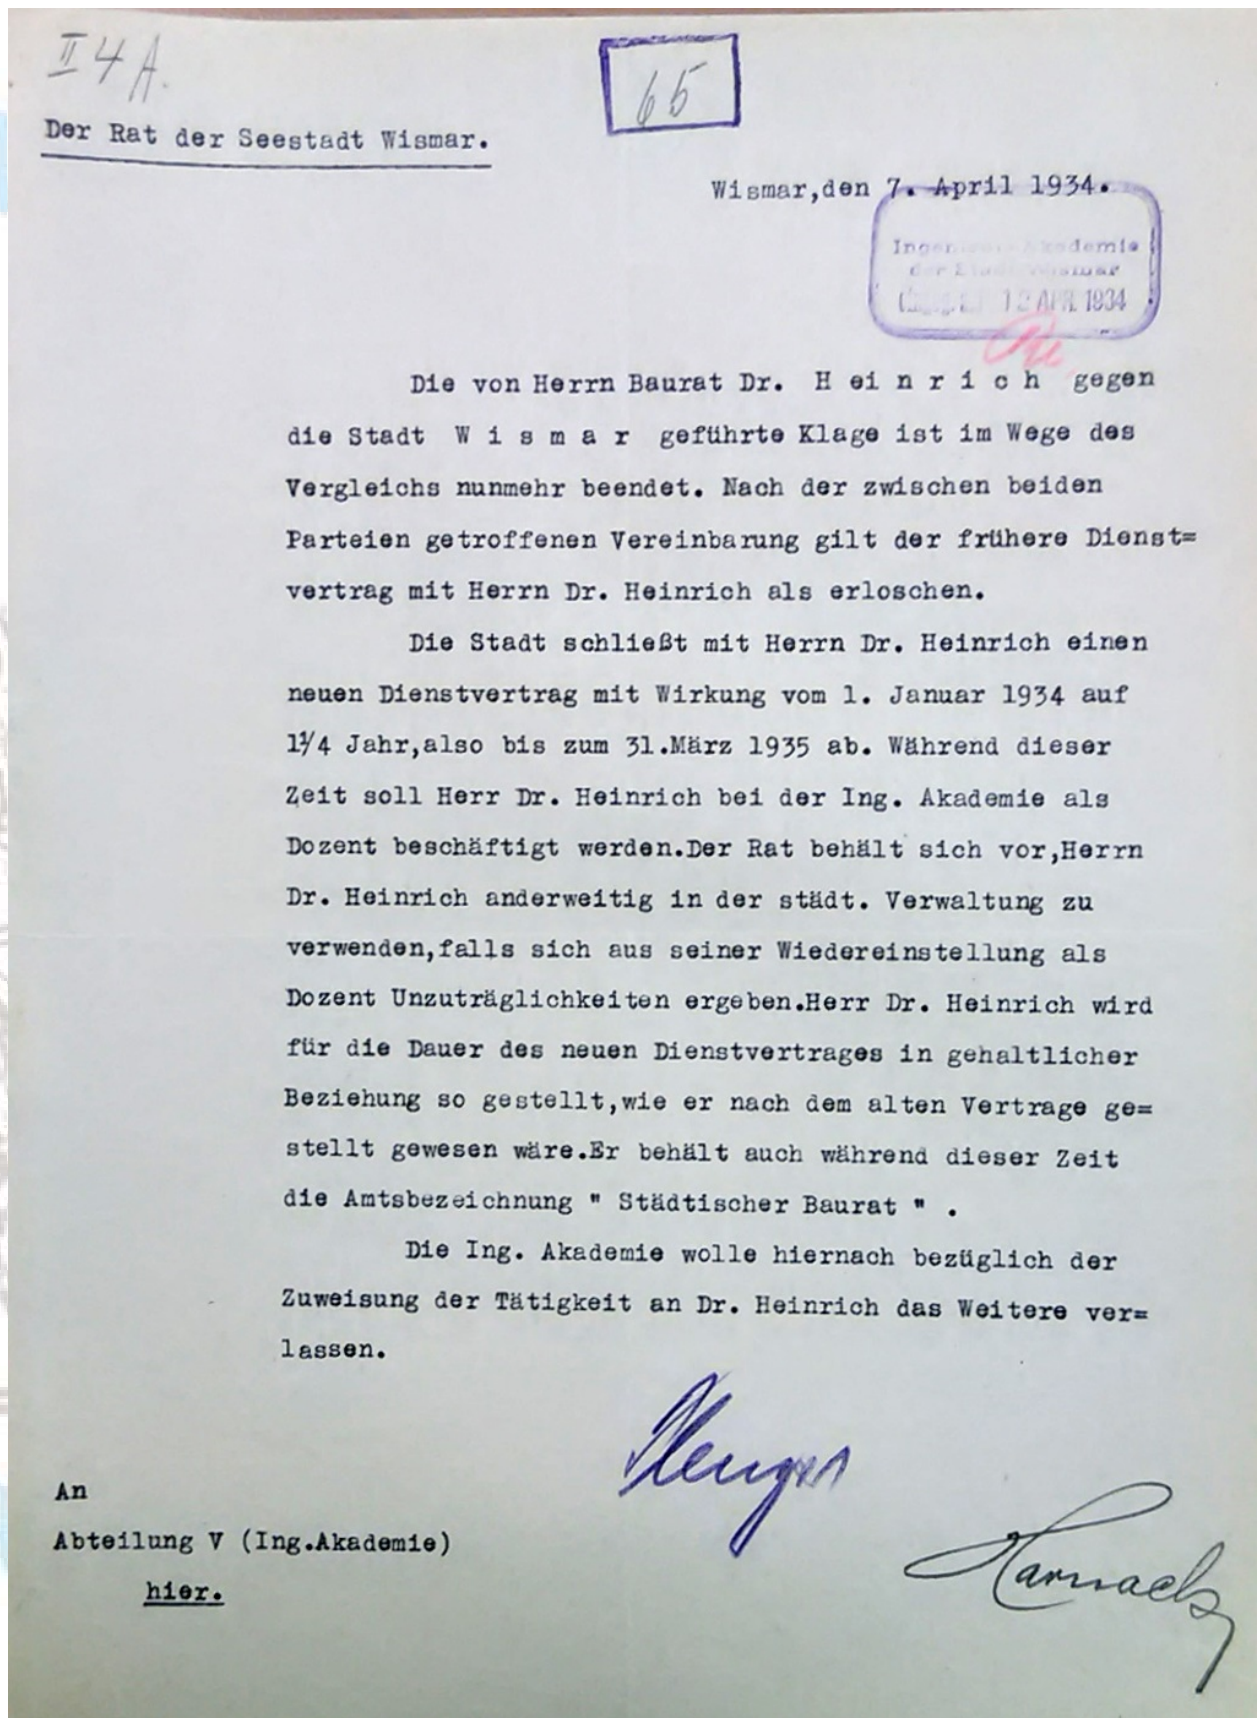 II 4 A.
65
Der Rat der Seestadt Wismar.
Wismar,den 7. April 1934.
Ingenieur-Akademie
der Stadt Wismar
12 APR. 1934
Die von Herrn Baurat Dr. H ei n r i c h gegen
die Stadt W i s m a r geführte Klage ist im Wege des
Vergleichs nunmehr beendet. Nach der zwischen beiden
Parteien getroffenen Vereinbarung gilt der frühere Dienst=
vertrag mit Herrn Dr. Heinrich als erloschen.
Die Stadt schließt mit Herrn Dr. Heinrich einen
neuen Dienstvertrag mit Wirkung vom 1. Januar 1934 auf
1 1/4 Jahr,also bis zum 31.März 1935 ab. Während dieser
Zeit soll Herr Dr. Heinrich bei der Ing. Akademie als
Dozent beschäftigt werden.Der Rat behält sich vor,Herrn
Dr. Heinrich anderweitig in der städt. Verwaltung zu
verwenden,falls sich aus seiner Wiedereinstellung als
Dozent Unzuträglichkeiten ergeben.Herr Dr. Heinrich wird
für die Dauer des neuen Dienstvertrages in gehaltlicher
Beziehung so gestellt,wie er nach dem alten Vertrage ge=
stellt gewesen wäre.Er behält auch während dieser Zeit
die Amtsbezeichnung " Städtischer Baurat " .
Die Ing. Akademie wolle hiernach bezüglich der
Zuweisung der Tätigkeit an Dr. Heinrich das Weitere ver=
lassen.
Harnack
An
Abteilung V (Ing.Akademie)
hier.